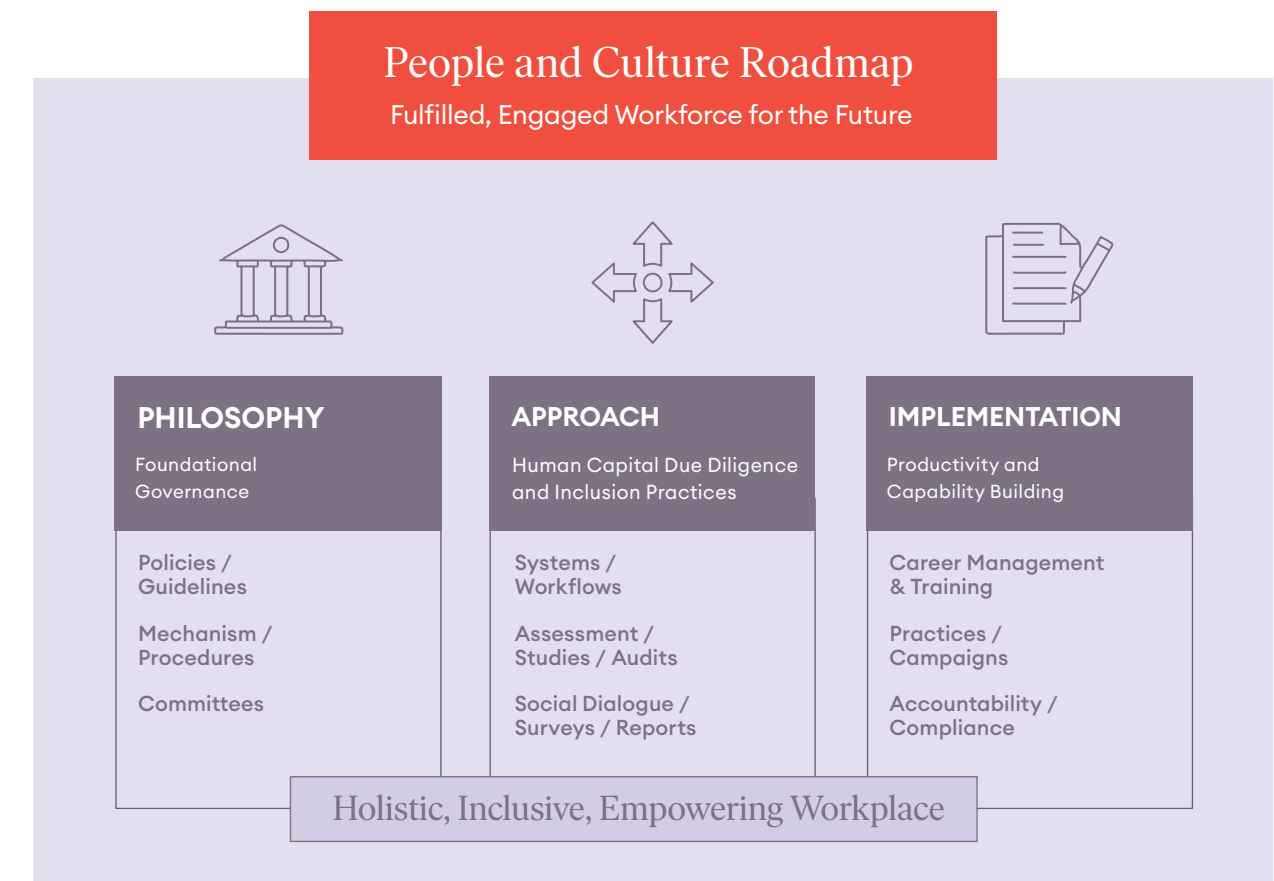 People and Culture Roadmap
Fulfilled, Engaged Workforce for the Future
PHILOSOPHY
Foundational
Governance
Policies /
Guidelines
Mechanism /
Procedures
Committees
APPROACH
Human Capital Due Diligence
and Inclusion Practices
Systems /
Workflows
Assessment /
Studies / Audits
Social Dialogue /
Surveys / Reports
IMPLEMENTATION
Productivity and
Capability Building
Career Management
& Training
Practices /
Campaigns
Accountability /
Compliance
Holistic, Inclusive, Empowering Workplace